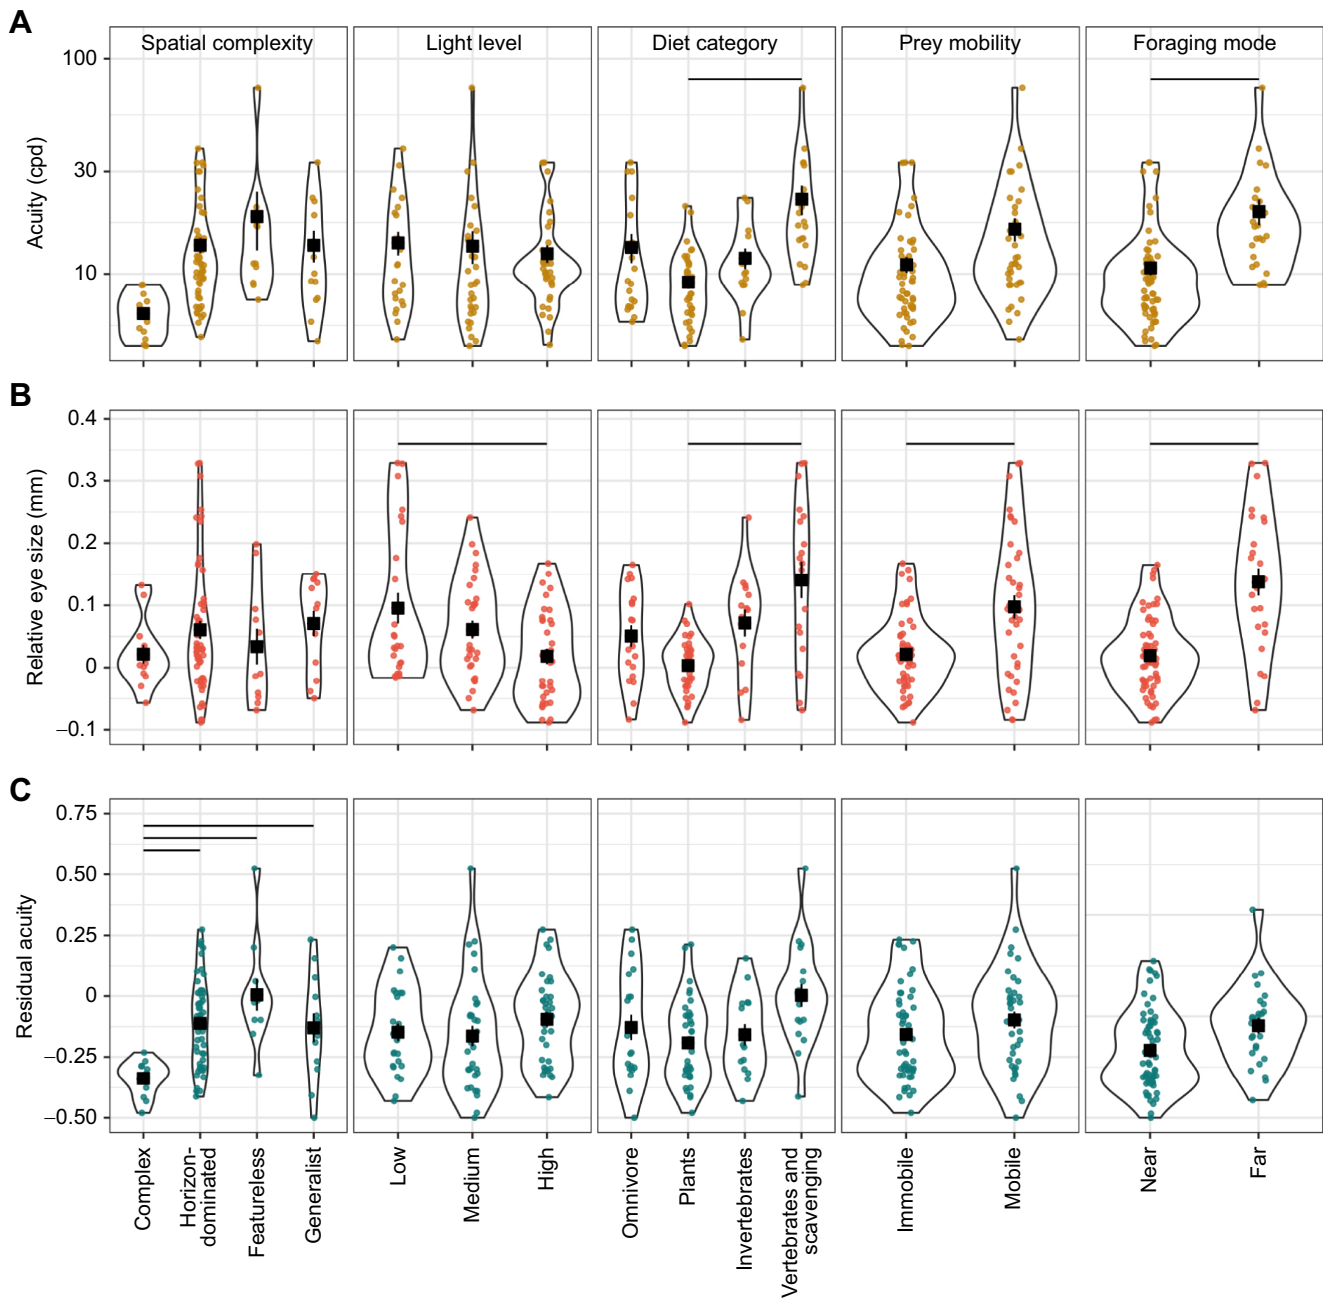 A
Spatial complexity
Light level
Diet category
Prey mobility
Foraging mode
Acuity (cpd)
100
30
10
B
Relative eye size (mm)
0.4
0.3
0.2
0.1
0
−0.1
C
Residual acuity
0.75
0.50
0.25
0
−0.25
−0.50
Complex
Horizon-
dominated
Featureless
Generalist
Low
Medium
High
Omnivore
Plants
Invertebrates
Vertebrates and
scavenging
Immobile
Mobile
Near
Far